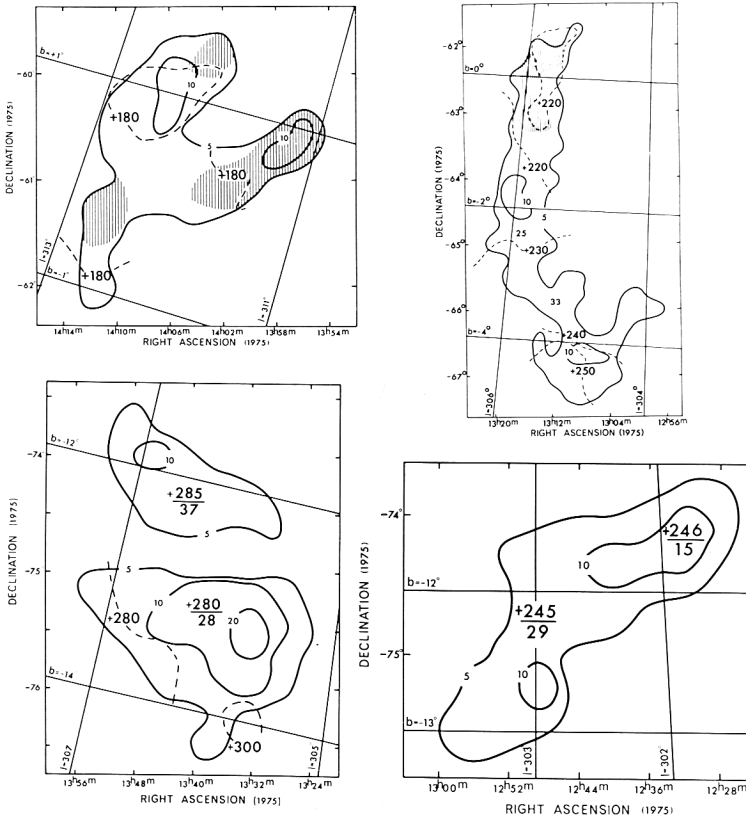 b=+1°
-60
10
+180
5
10
-61
+180
l=313°
b=-1°
+180
l=311°
-62
14ʰ14ᵐ 14ʰ10ᵐ 14ʰ06ᵐ 14ʰ02ᵐ 13ʰ58ᵐ 13ʰ54ᵐ
RIGHT ASCENSION (1975)
DECLINATION (1975)
-62°
b=0°
+220
-63
+220
-64°
10
b=-2°
5
25
-65°
+230
33
-66°
+240
b=-4°
10
+250
-67°
l=306°
l=304°
13ʰ20ᵐ 13ʰ12ᵐ 13ʰ04ᵐ 12ʰ56ᵐ
RIGHT ASCENSION (1975)
DECLINATION (1975)
-74°
b=-12°
10
+285
37
5
-75
5
10
+280
28
20
+280
-76
b=-14
+300
l=307
l=305
13ʰ56ᵐ 13ʰ48ᵐ 13ʰ40ᵐ 13ʰ32ᵐ 13ʰ24ᵐ
RIGHT ASCENSION (1975)
DECLINATION (1975)
-74°
+246
15
10
b=-12°
+245
29
-75°
5
10
b=-13°
l=303
l=302°
13ʰ00ᵐ 12ʰ52ᵐ 12ʰ44ᵐ 12ʰ36ᵐ 12ʰ28ᵐ
RIGHT ASCENSION (1975)
DECLINATION (1975)